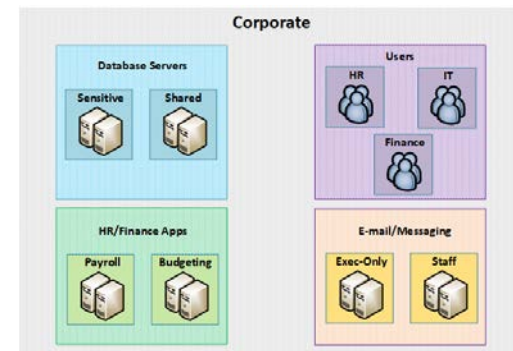 Corporate
Database Servers
Sensitive
Shared
Users
HR
IT
Finance
HR/Finance Apps
Payroll
Budgeting
E-mail/Messaging
Exec-Only
Staff